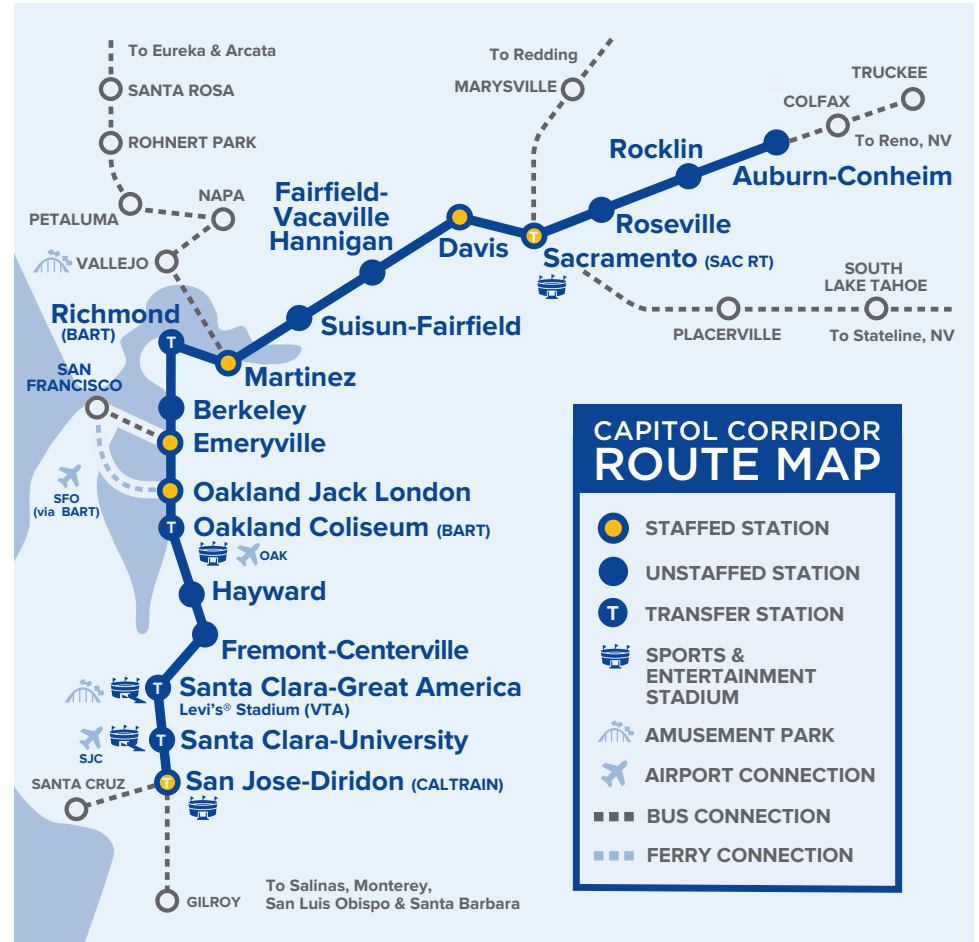 To Eureka & Arcata
SANTA ROSA
ROHNERT PARK
PETALUMA
NAPA
VALLEJO
To Redding
MARYSVILLE
TRUCKEE
COLFAX
To Reno, NV
Rocklin
Auburn-Conheim
Roseville
Fairfield-
Vacaville
Hannigan
Davis
T
Sacramento (SAC RT)
SOUTH
LAKE TAHOE
PLACERVILLE
To Stateline, NV
Suisun-Fairfield
Richmond
(BART)
T
Martinez
SAN
FRANCISCO
Berkeley
Emeryville
SFO
(via BART)
Oakland Jack London
T
Oakland Coliseum (BART)
OAK
Hayward
Fremont-Centerville
T
Santa Clara-Great America
Levi's® Stadium (VTA)
T
Santa Clara-University
SJC
SANTA CRUZ
T
San Jose-Diridon (CALTRAIN)
GILROY
To Salinas, Monterey,
San Luis Obispo & Santa Barbara
CAPITOL CORRIDOR
ROUTE MAP
STAFFED STATION
UNSTAFFED STATION
T
TRANSFER STATION
SPORTS &
ENTERTAINMENT
STADIUM
AMUSEMENT PARK
AIRPORT CONNECTION
BUS CONNECTION
FERRY CONNECTION